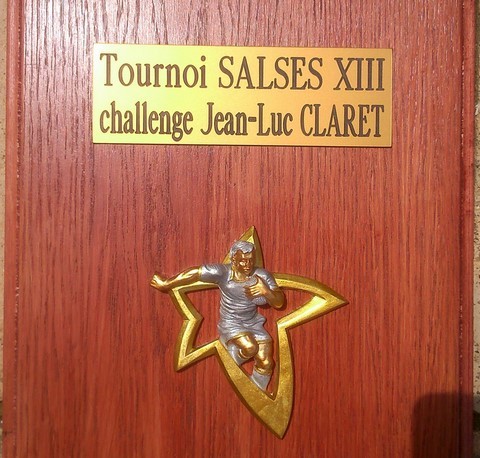 Tournoi SALSES XIII
challenge Jean-Luc CLARET